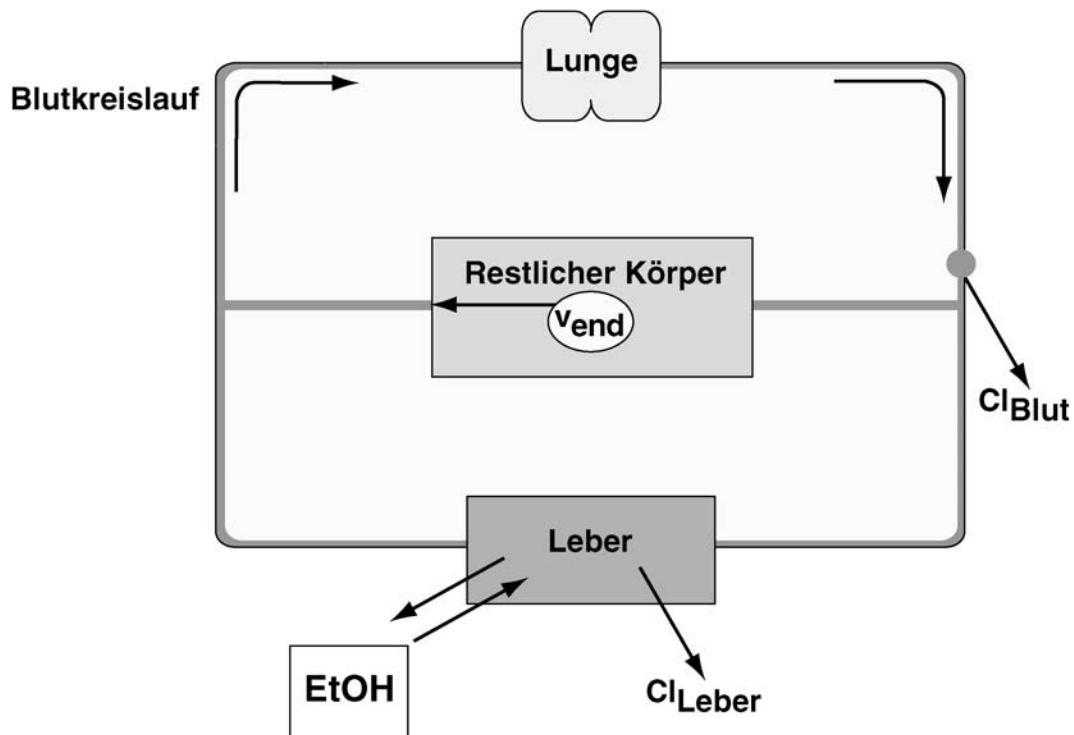 Lunge
Blutkreislauf
Restlicher Körper
vend
ClBlut
Leber
EtOH
ClLeber